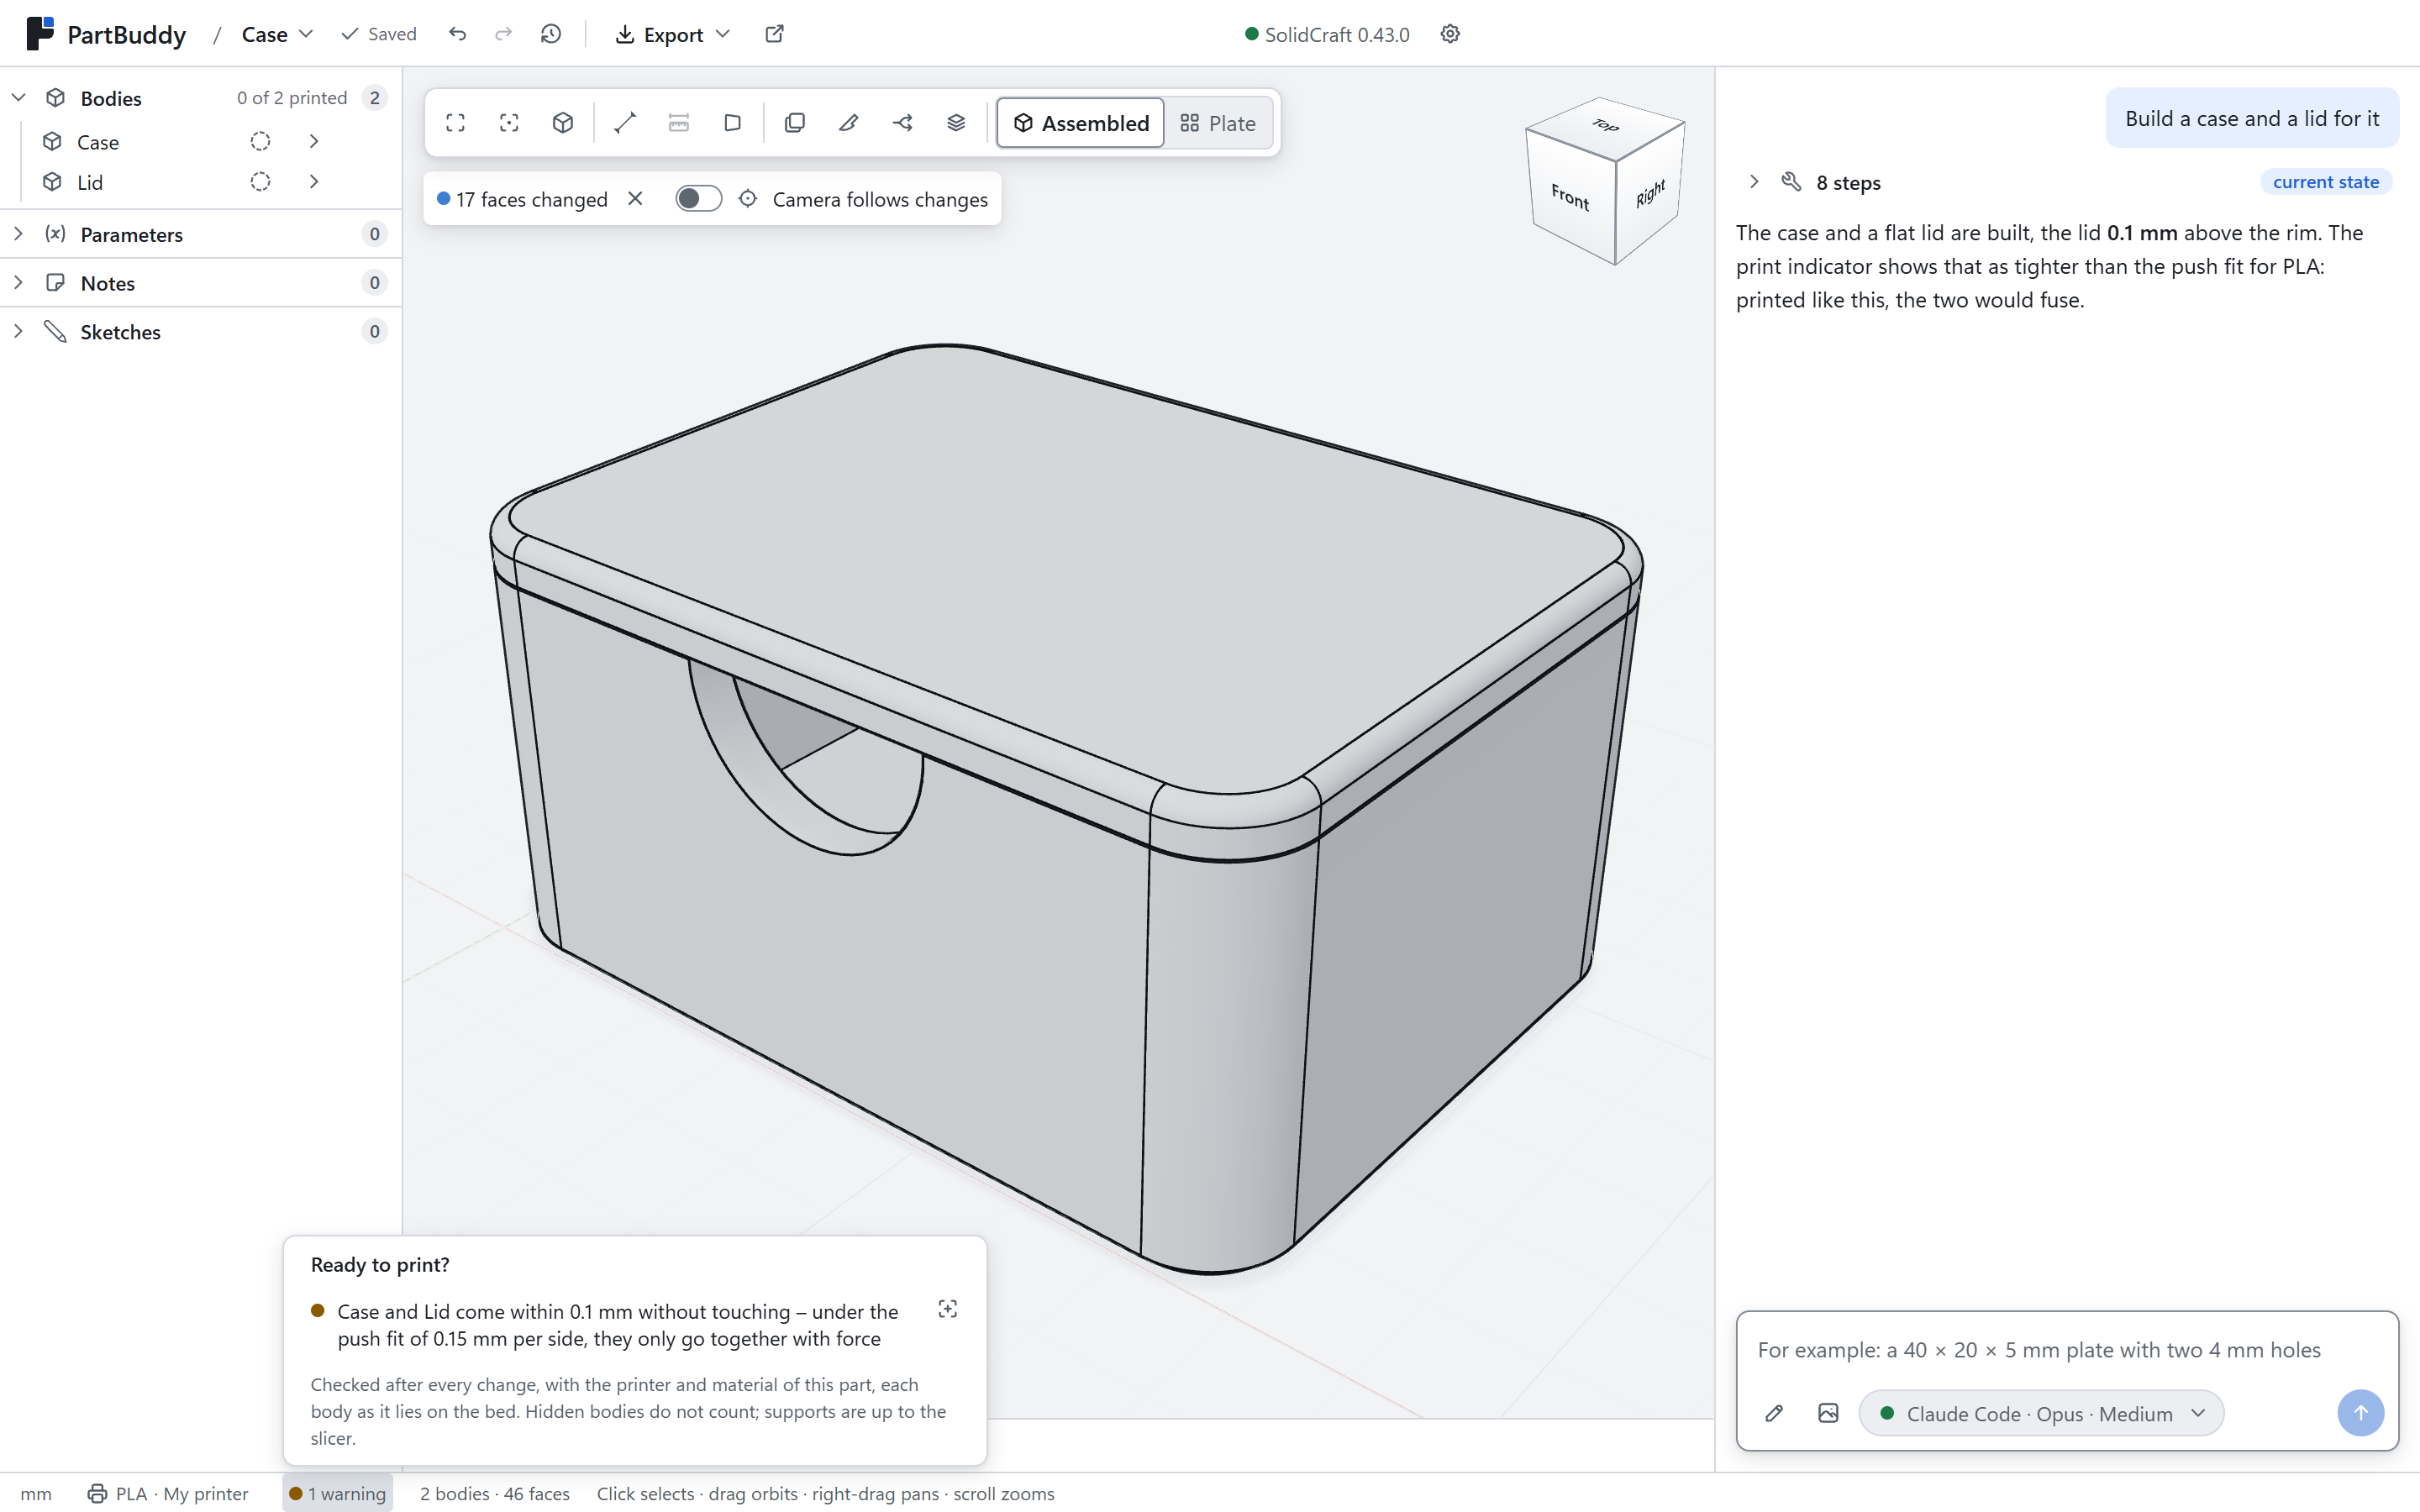 PartBuddy / Case Saved Export SolidCraft 0.43.0
Bodies 0 of 2 printed 2
Case
Lid
Parameters 0
Notes 0
Sketches 0
Assembled Plate
17 faces changed Camera follows changes
Top
Front
Right
Build a case and a lid for it
8 steps current state
The case and a flat lid are built, the lid 0.1 mm above the rim. The
print indicator shows that as tighter than the push fit for PLA:
printed like this, the two would fuse.
Ready to print?
Case and Lid come within 0.1 mm without touching – under the
push fit of 0.15 mm per side, they only go together with force
Checked after every change, with the printer and material of this part, each
body as it lies on the bed. Hidden bodies do not count; supports are up to the
slicer.
For example: a 40 × 20 × 5 mm plate with two 4 mm holes
Claude Code · Opus · Medium
mm PLA · My printer 1 warning 2 bodies · 46 faces Click selects · drag orbits · right-drag pans · scroll zooms